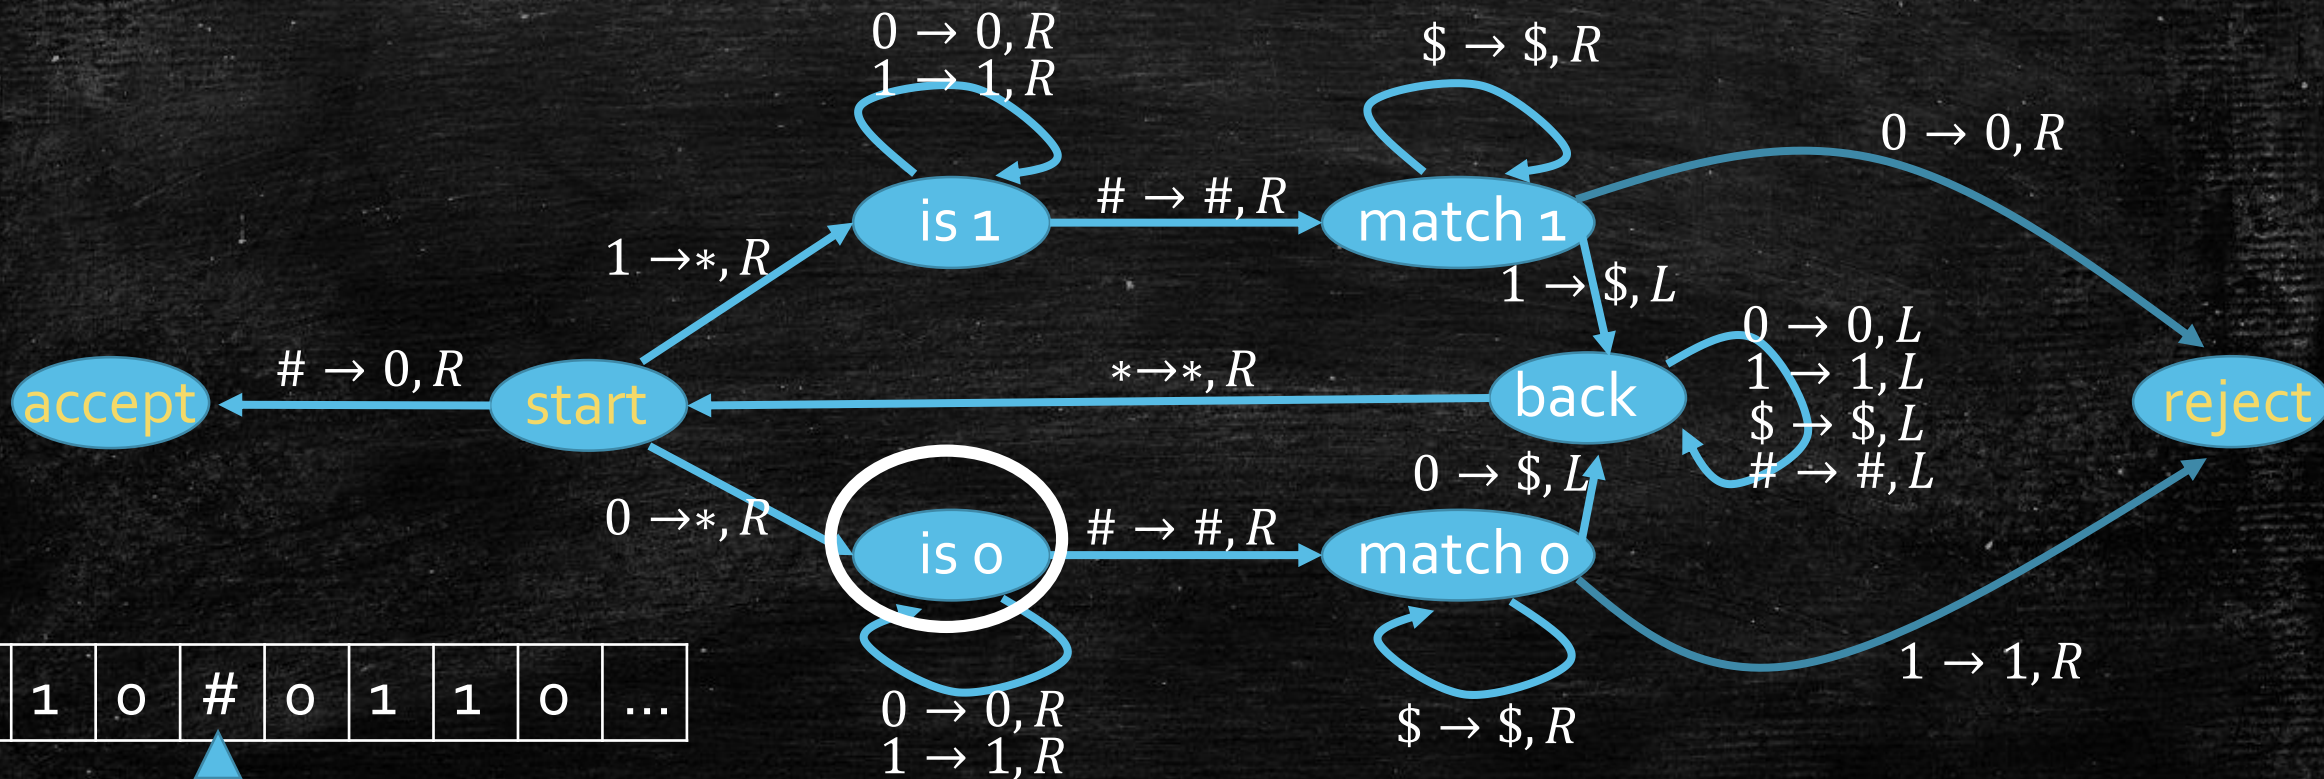 0 → 0, R
1 → 1, R
$ → $, R
0 → 0, R
is 1
# → #, R
match 1
1 →*, R
1 → $, L
accept
# → 0, R
start
*→*, R
back
0 → 0, L
1 → 1, L
$ → $, L
# → #, L
reject
0 →*, R
is 0
# → #, R
0 → $, L
match 0
1 → 1, R
0 → 0, R
1 → 1, R
$ → $, R
1 0 # 0 1 1 0 ...